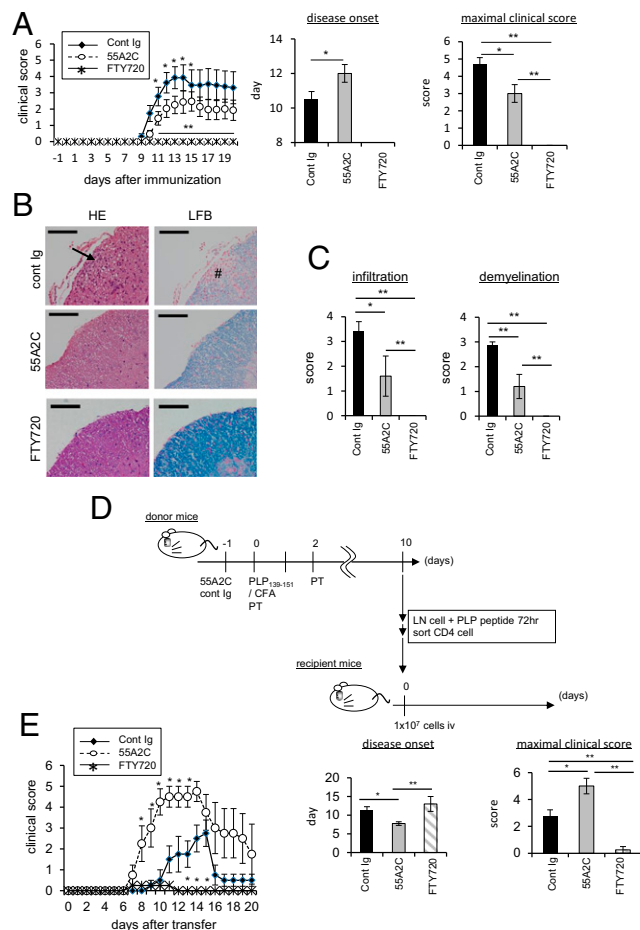 A
Cont Ig
55A2C
FTY720
clinical score
6
5
4
3
2
1
0
* * * * *
**
-1 1 3 5 7 9 11 13 15 17 19
days after immunization
disease onset
day
14
12
10
8
*
Cont Ig
55A2C
FTY720
maximal clinical score
score
6
5
4
3
2
1
0
**
*
**
Cont Ig
55A2C
FTY720
B
HE
LFB
cont Ig
#
55A2C
FTY720
C
infiltration
score
4
3
2
1
0
**
*
**
Cont Ig
55A2C
FTY720
demyelination
score
4
3
2
1
0
**
**
**
Cont Ig
55A2C
FTY720
D
donor mice
-1 0 2 10
(days)
55A2C
cont Ig
PLP139-151
/ CFA
PT
PT
LN cell + PLP peptide 72hr
sort CD4 cell
recipient mice
0
(days)
1x10⁷ cells iv
E
Cont Ig
55A2C
FTY720
clinical score
6
5
4
3
2
1
0
* * * * * *
* * *
0 2 4 6 8 10 12 14 16 18 20
days after transfer
disease onset
day
20
15
10
5
0
*
**
Cont Ig
55A2C
FTY720
maximal clinical score
score
6
4
2
0
**
*
**
Cont Ig
55A2C
FTY720